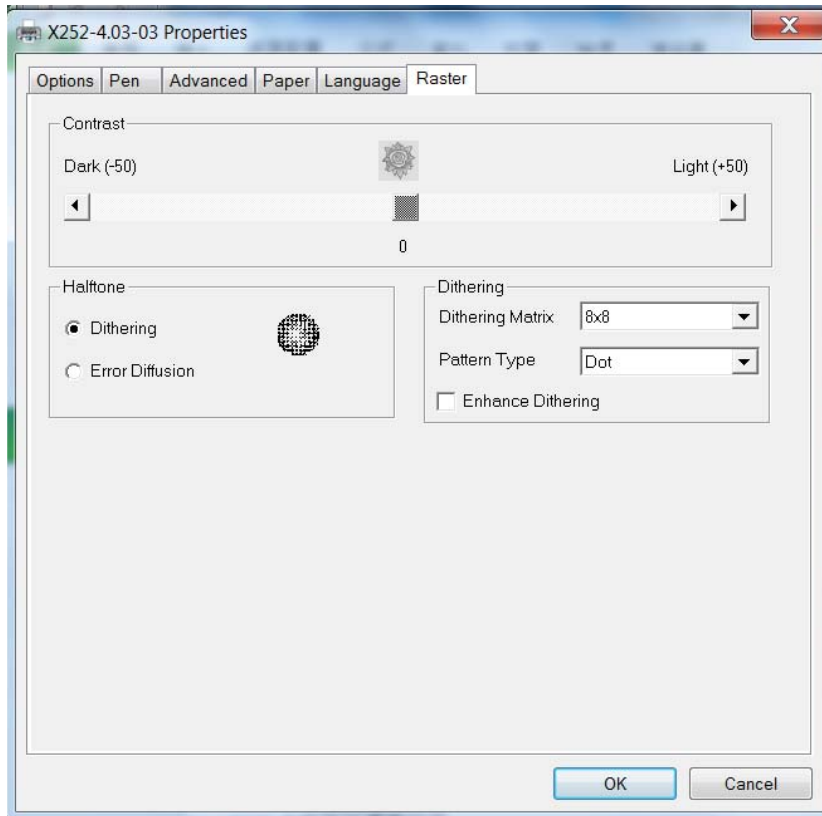 X252-4.03-03 Properties
X
Options Pen Advanced Paper Language Raster
Contrast
Dark (-50) Light (+50)
0
Halftone
Dithering
Error Diffusion
Dithering
Dithering Matrix 8x8
Pattern Type Dot
Enhance Dithering
OK Cancel